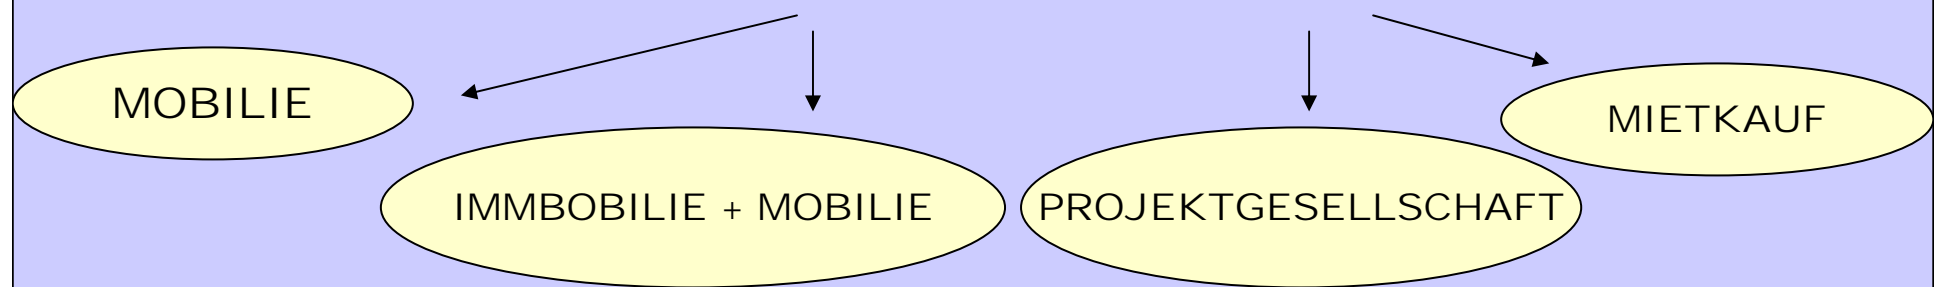 MOBILIE
MIETKAUF
IMMBOBILIE + MOBILIE
PROJEKTGESELLSCHAFT